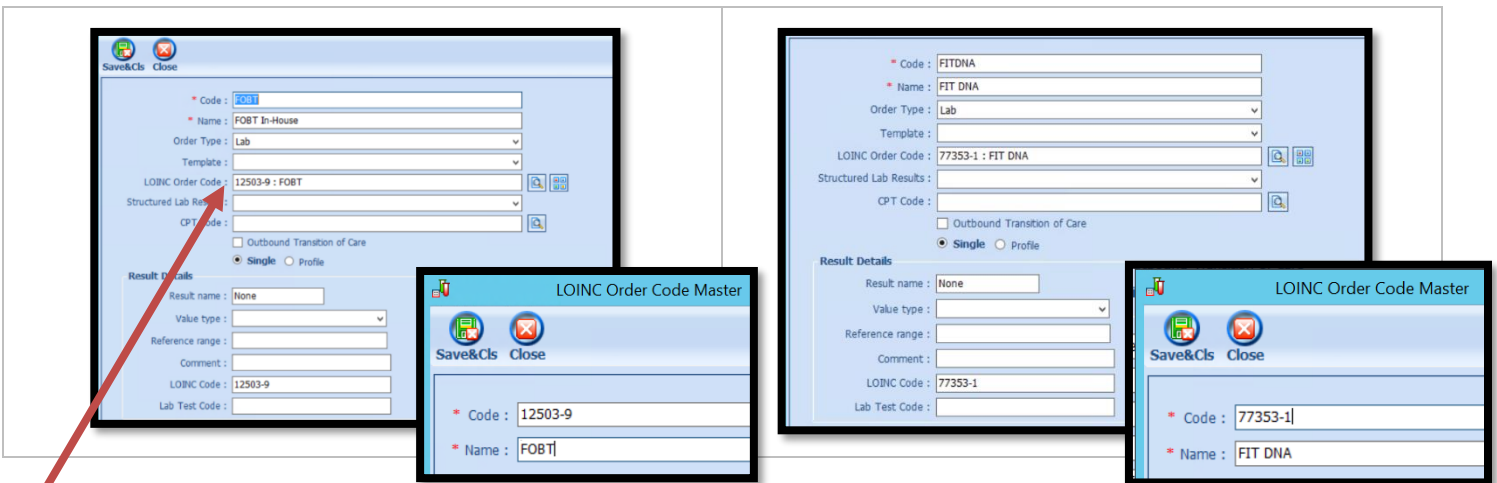 Save&Cls Close
* Code : FOBT
* Name : FOBT In-House
Order Type : Lab
Template :
LOINC Order Code : 12503-9 : FOBT
Structured Lab Results :
CPT Code :
Outbound Transition of Care
Single Profile
Result Details
Result name : None
Value type :
Reference range :
Comment :
LOINC Code : 12503-9
Lab Test Code :
LOINC Order Code Master
Save&Cls Close
* Code : 12503-9
* Name : FOBT
* Code : FITDNA
* Name : FIT DNA
Order Type : Lab
Template :
LOINC Order Code : 77353-1 : FIT DNA
Structured Lab Results :
CPT Code :
Outbound Transition of Care
Single Profile
Result Details
Result name : None
Value type :
Reference range :
Comment :
LOINC Code : 77353-1
Lab Test Code :
LOINC Order Code Master
Save&Cls Close
* Code : 77353-1
* Name : FIT DNA